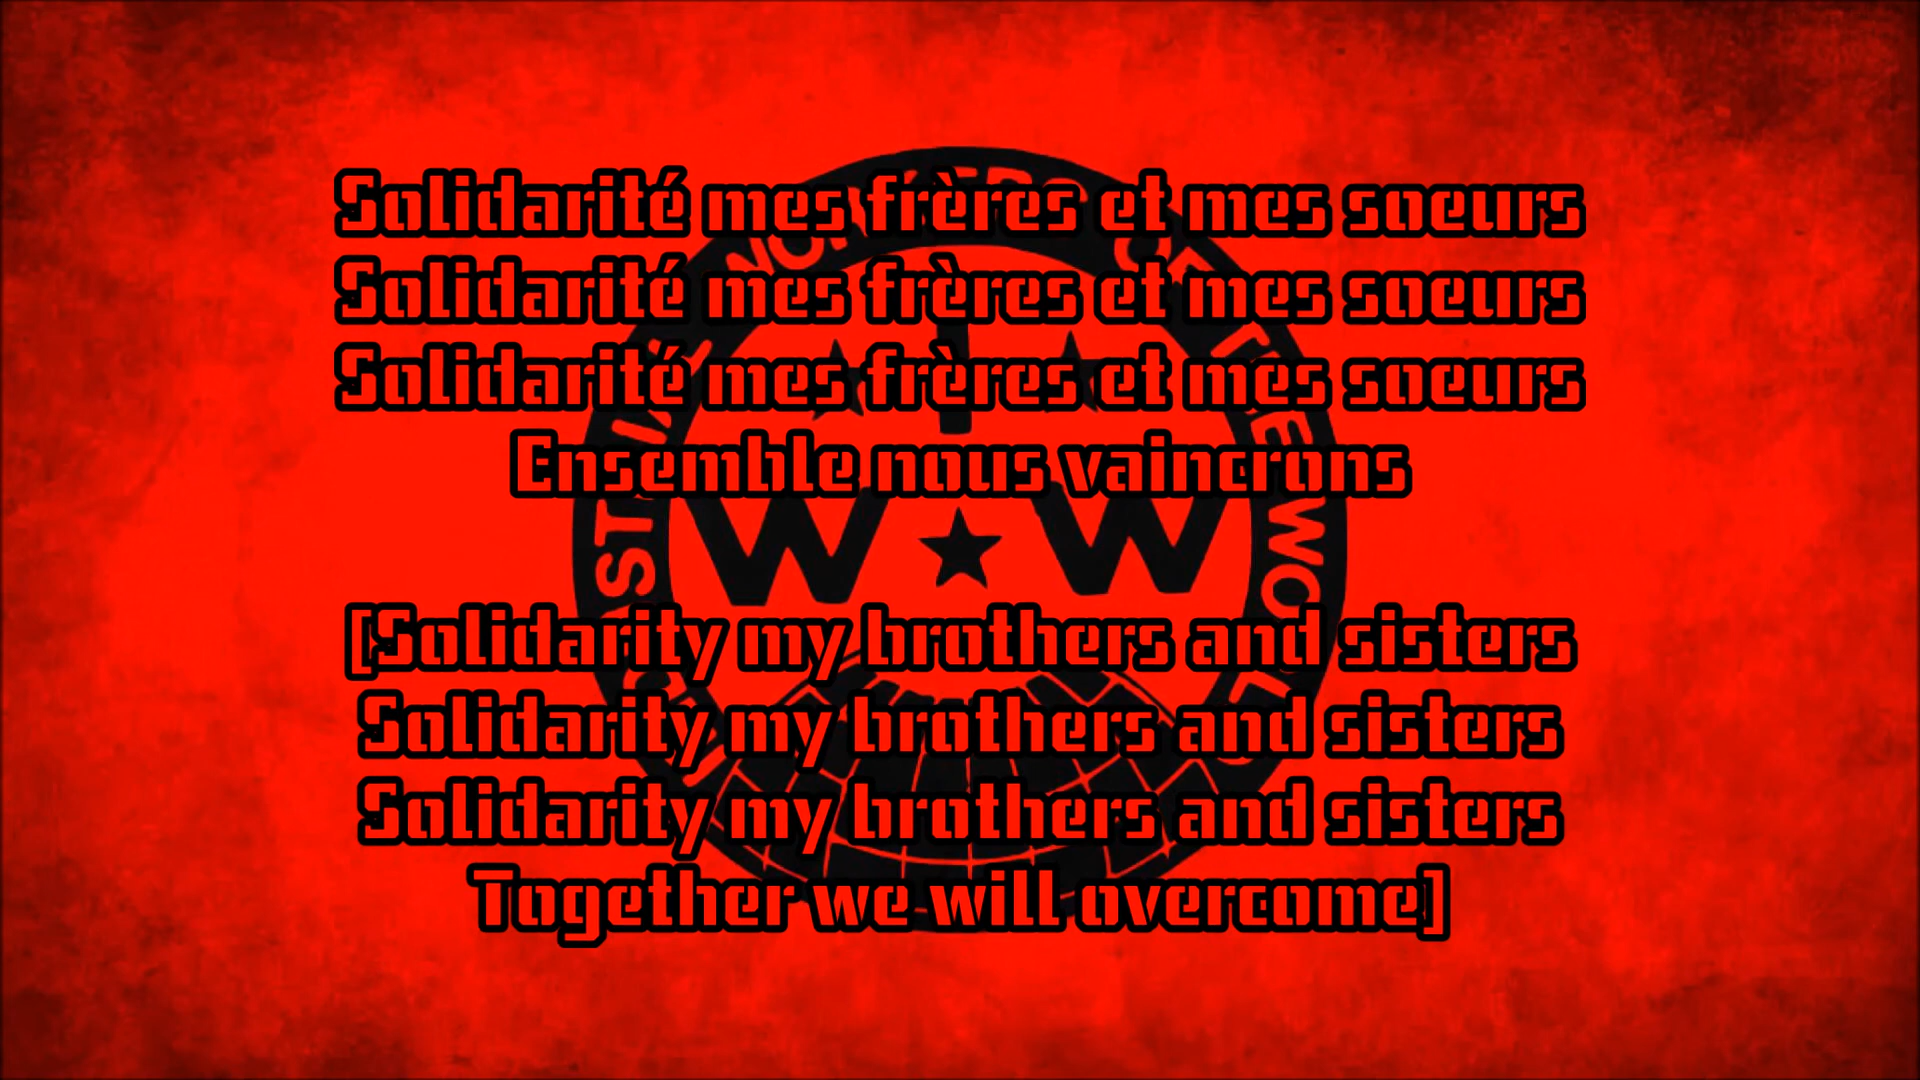 Solidarité mes frères et mes soeurs
Solidarité mes frères et mes soeurs
Solidarité mes frères et mes soeurs
Ensemble nous vaincrons
[Solidarity my brothers and sisters
Solidarity my brothers and sisters
Solidarity my brothers and sisters
Together we will overcome]
W W